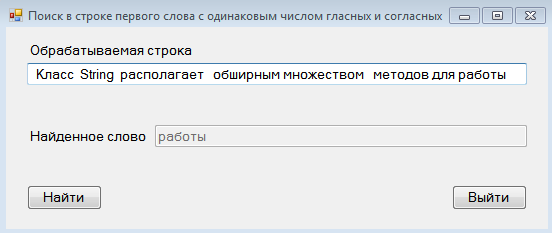 Поиск в строке первого слова с одинаковым числом гласных и согласных
Обрабатываемая строка
Класс String располагает обширным множеством методов для работы
Найденное слово работы
Найти Выйти